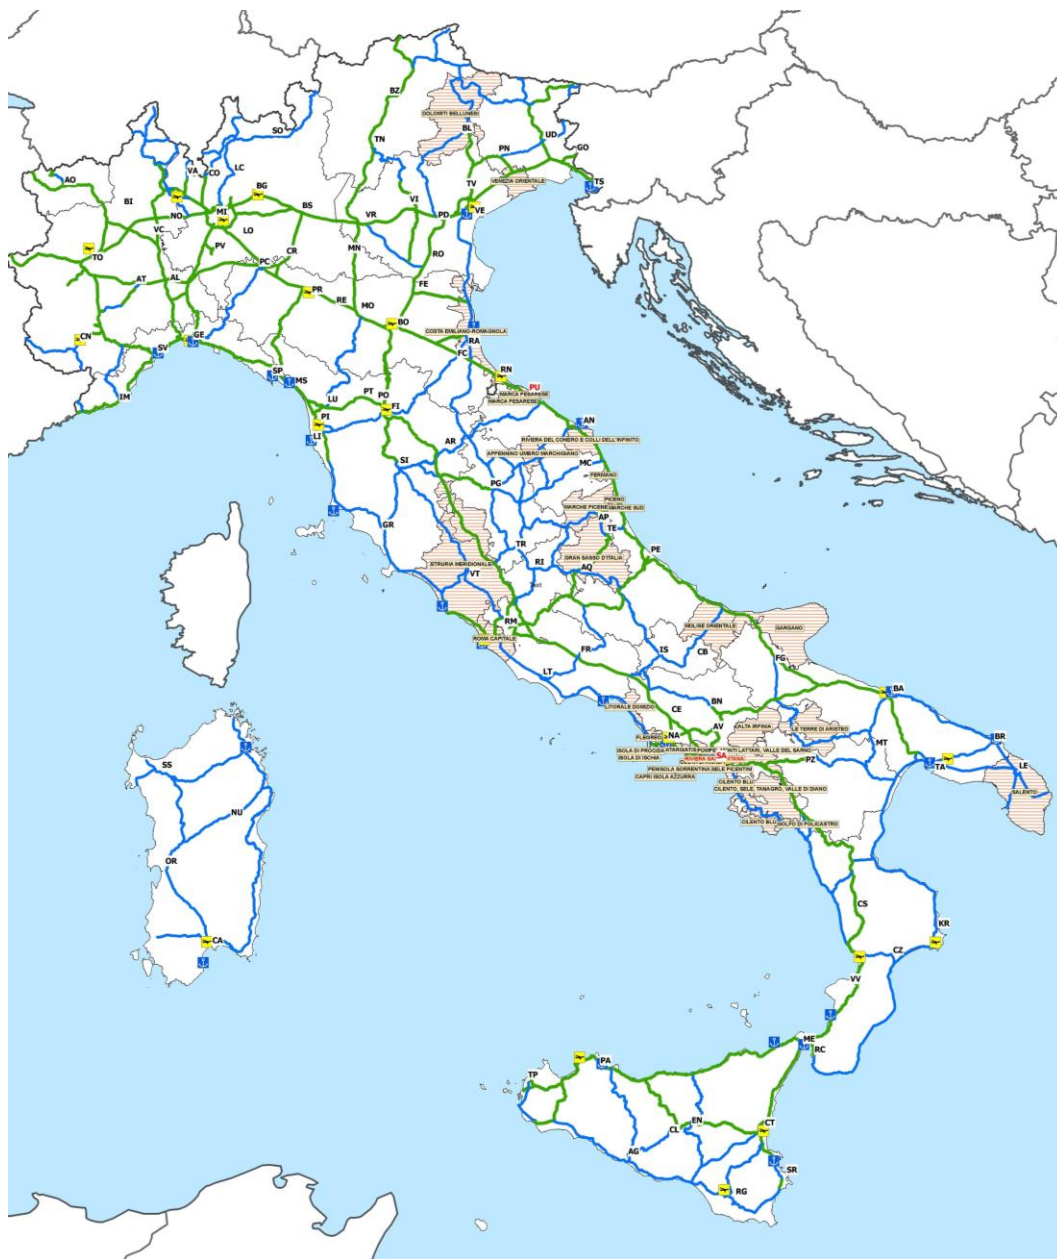 BZ
SO
DOLOMITI BELLUNESI
TN
BL
UD
VA
CO
LC
PN
GO
AO
BG
VENEZIA ORIENTALE
TS
BI
TV
BS
VI
NO
MI
VR
PD
VE
VC
LO
TO
PV
MN
RO
CR
PC
AT
AL
FE
PR
RE
MO
BO
COSTA EMILIANO-ROMAGNOLA
CN
GE
RA
SV
FC
SP
RN
MS
PU
MARCA PESARESE
MARCA PESARESE
IM
LU
PT
PO
FI
PI
AN
LI
RIVIERA DEL CONERO E COLLI DELL'INFINITO
AR
APPENNINO UMBRO MARCHIGIANO
SI
MC
FERMANO
PG
PICENO
MARCHE SUD
AP
GR
TE
TR
PE
GRAN SASSO D'ITALIA
RI
ETRURIA MERIDIONALE
AQ
VT
RM
MOLISE ORIENTALE
GARGANO
ROMA CAPITALE
FR
IS
CB
FG
LT
BA
BN
LITORALE DOMIZIO
CE
AV
ALTA IRPINIA
LE TERRE DI ARISTEO
NA
BR
MT
SA
PZ
TA
LE
ISOLA DI PROCIDA
ISOLA DI ISCHIA
PENISOLA SORRENTINA
SELE PICENTINI
CAPRI ISOLA AZZURRA
SS
CILENTO BLU
CILENTO, SELE, TANAGRO, VALLE DI DIANO
SALENTO
NU
CILENTO BLU
GOLFO DI POLICASTRO
OR
CS
KR
CA
CZ
VV
ME
RC
PA
TP
EN
CT
CL
AG
SR
RG